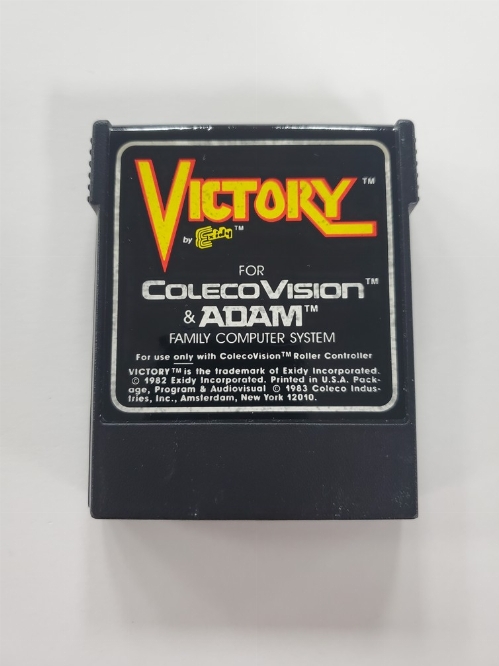 VICTORY™
by Exidy™
FOR
COLECOVISION™
& ADAM™
FAMILY COMPUTER SYSTEM
For use only with ColecoVision™ Roller Controller
VICTORY™ is the trademark of Exidy Incorporated.
© 1982 Exidy Incorporated. Printed in U.S.A. Pack-
age, Program & Audiovisual © 1983 Coleco Indus-
tries, Inc., Amsterdam, New York 12010.